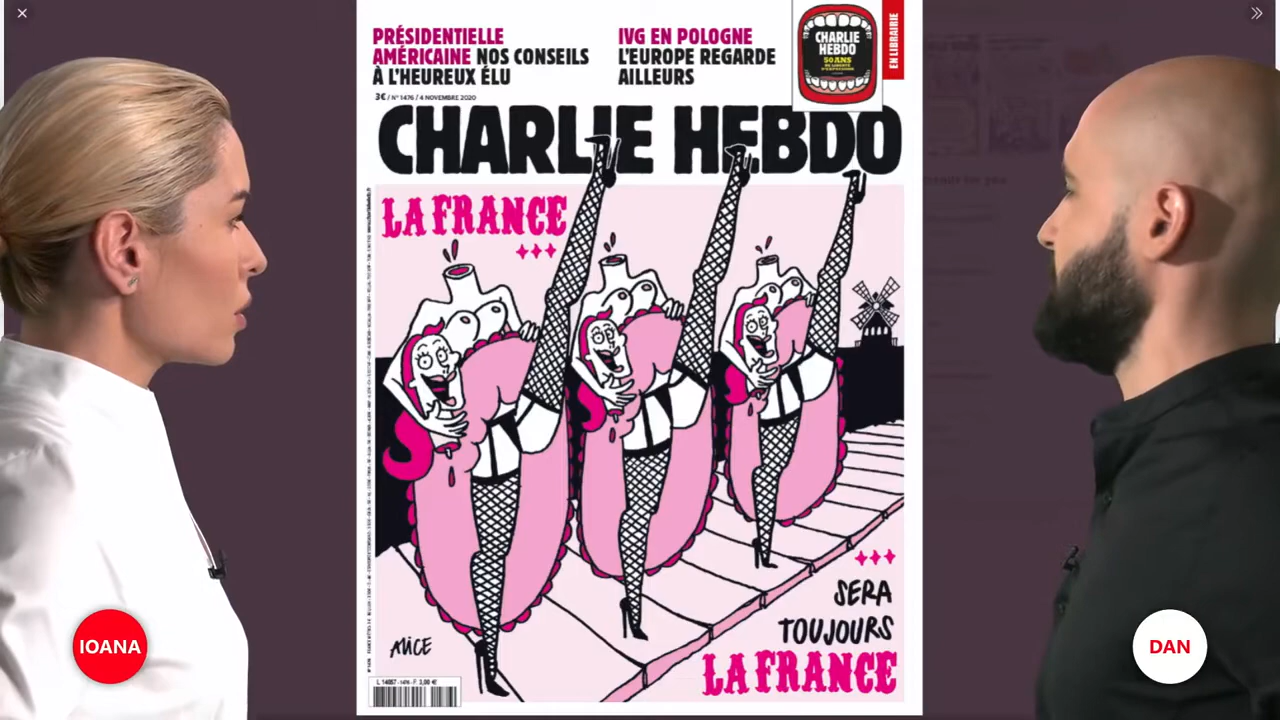 PRÉSIDENTIELLE
AMÉRICAINE NOS CONSEILS
À L'HEUREUX ÉLU
IVG EN POLOGNE
L'EUROPE REGARDE
AILLEURS
CHARLIE
HEBDO
50 ANS
EN LIBRAIRIE
3€ / N° 1476 / 4 NOVEMBRE 2020
CHARLIE HEBDO
LA FRANCE
SERA
TOUJOURS
LA FRANCE
ALICE
IOANA
DAN